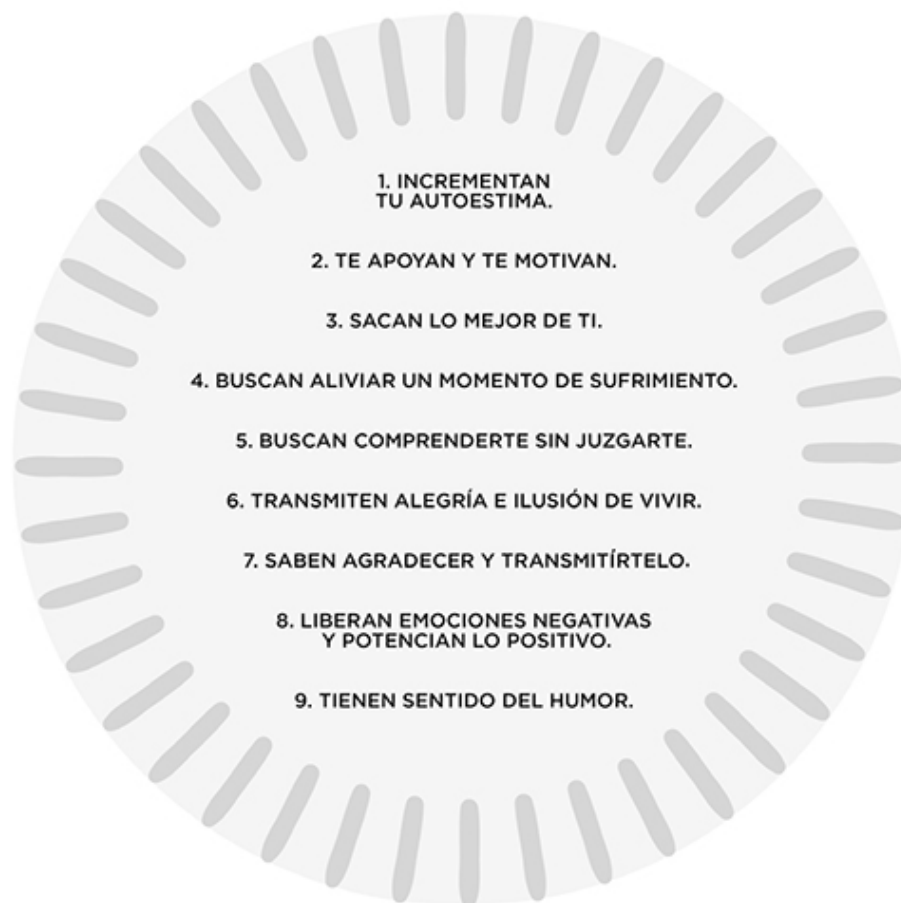 1. INCREMENTAN
TU AUTOESTIMA.
2. TE APOYAN Y TE MOTIVAN.
3. SACAN LO MEJOR DE TI.
4. BUSCAN ALIVIAR UN MOMENTO DE SUFRIMIENTO.
5. BUSCAN COMPRENDERTE SIN JUZGARTE.
6. TRANSMITEN ALEGRÍA E ILUSIÓN DE VIVIR.
7. SABEN AGRADECER Y TRANSMITÍRTELO.
8. LIBERAN EMOCIONES NEGATIVAS
Y POTENCIAN LO POSITIVO.
9. TIENEN SENTIDO DEL HUMOR.